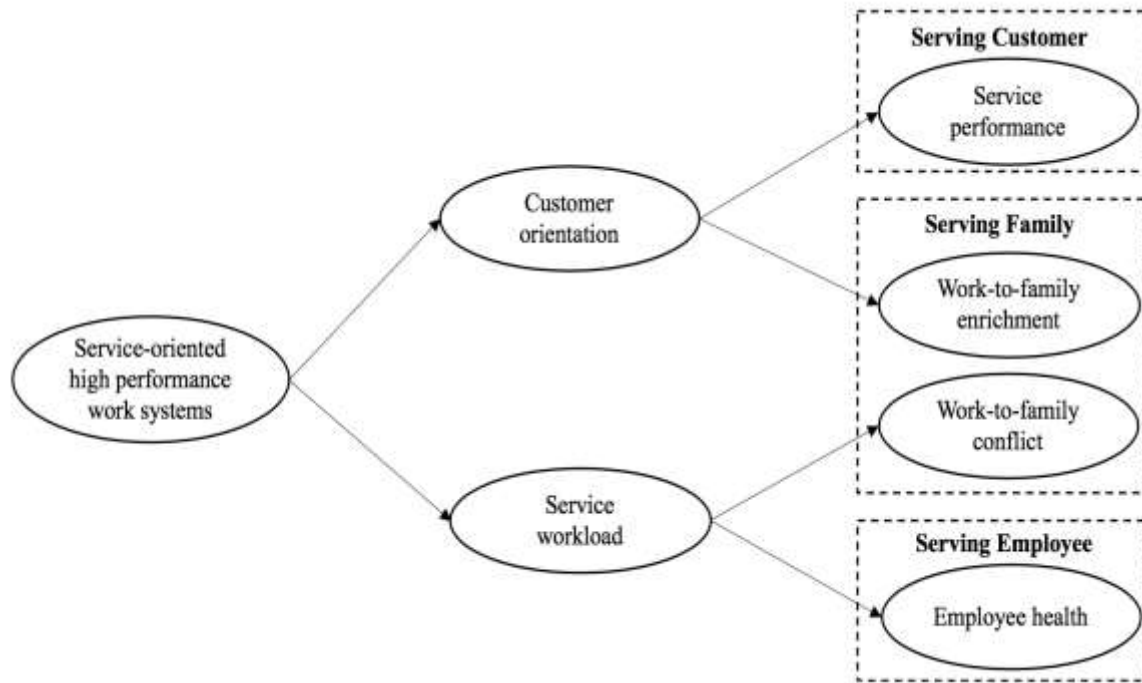 Serving Customer
Service
performance
Customer
orientation
Serving Family
Work-to-family
enrichment
Service-oriented
high performance
work systems
Work-to-family
conflict
Service
workload
Serving Employee
Employee health